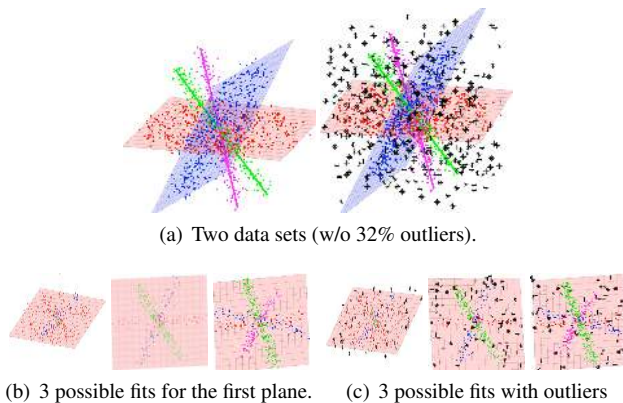 (a) Two data sets (w/o 32% outliers).
(b) 3 possible fits for the first plane.
(c) 3 possible fits with outliers